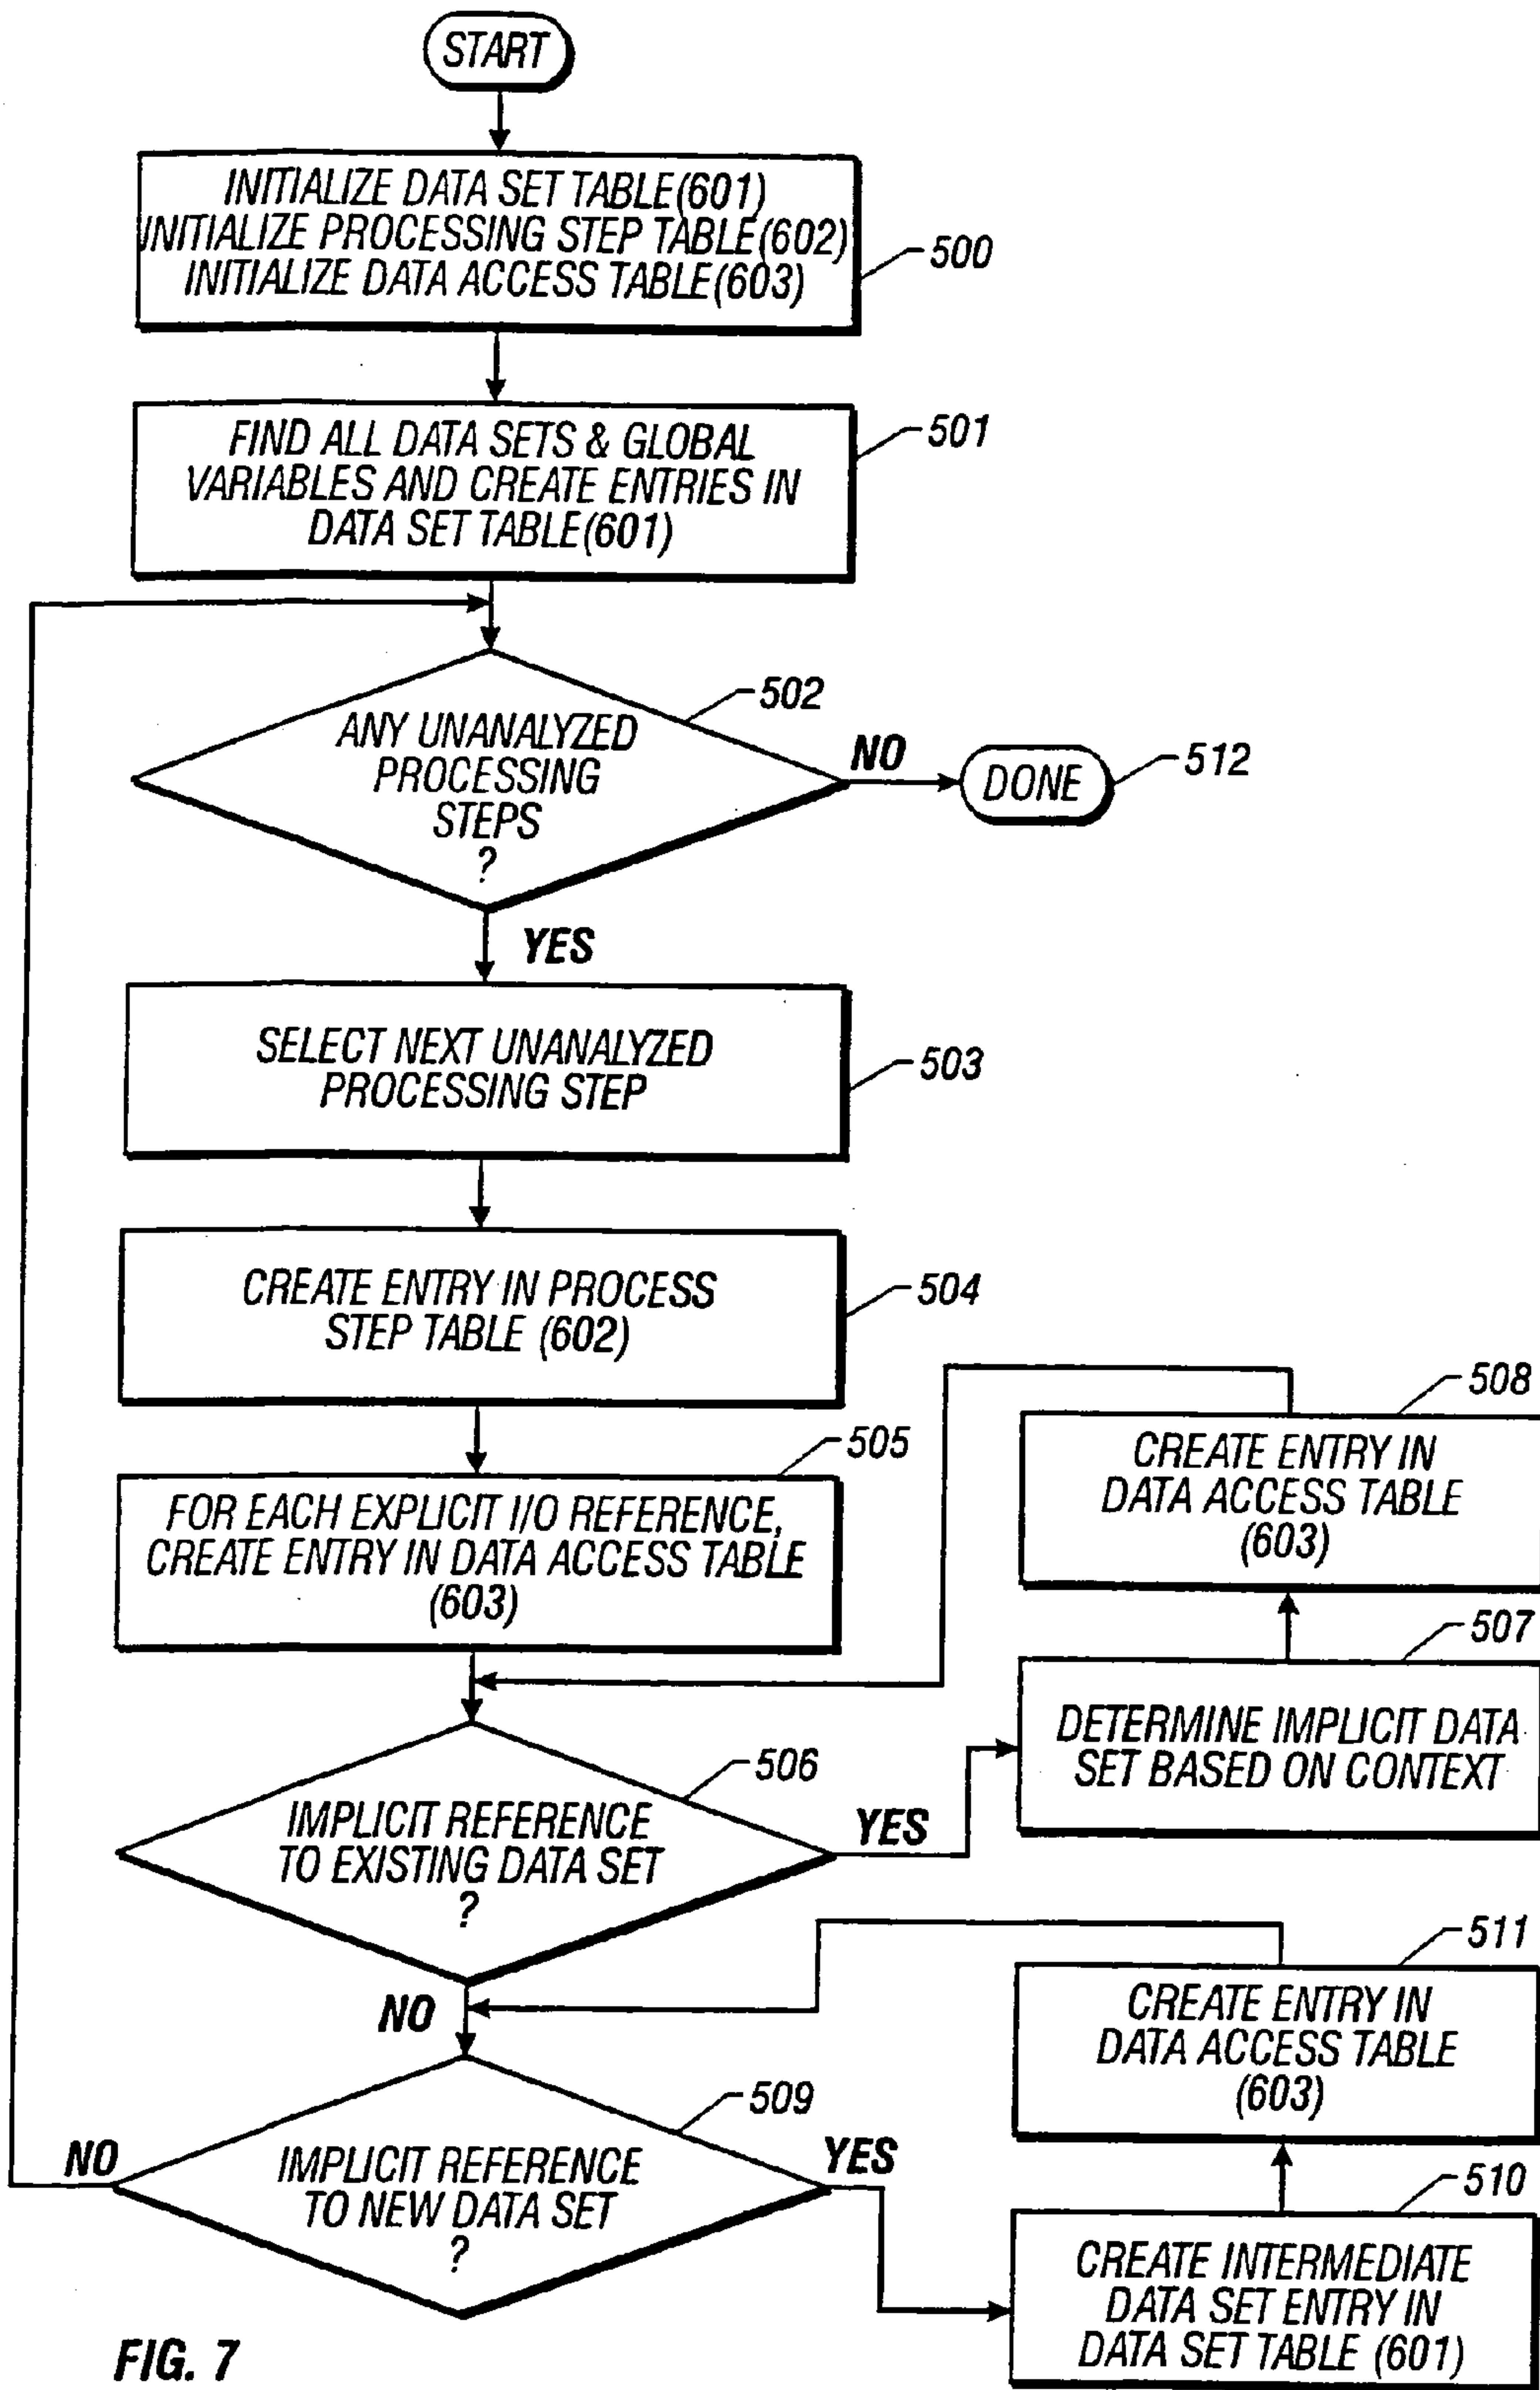 START
INITIALIZE DATA SET TABLE(601)
INITIALIZE PROCESSING STEP TABLE(602)
INITIALIZE DATA ACCESS TABLE(603)
500
FIND ALL DATA SETS & GLOBAL
VARIABLES AND CREATE ENTRIES IN
DATA SET TABLE(601)
501
ANY UNANALYZED
PROCESSING
STEPS
?
502
NO
DONE
512
YES
SELECT NEXT UNANALYZED
PROCESSING STEP
503
CREATE ENTRY IN PROCESS
STEP TABLE (602)
504
FOR EACH EXPLICIT I/O REFERENCE,
CREATE ENTRY IN DATA ACCESS TABLE
(603)
505
508
CREATE ENTRY IN
DATA ACCESS TABLE
(603)
507
DETERMINE IMPLICIT DATA
SET BASED ON CONTEXT
506
IMPLICIT REFERENCE
TO EXISTING DATA SET
?
YES
NO
511
CREATE ENTRY IN
DATA ACCESS TABLE
(603)
509
IMPLICIT REFERENCE
TO NEW DATA SET
?
NO
YES
510
CREATE INTERMEDIATE
DATA SET ENTRY IN
DATA SET TABLE (601)
FIG. 7